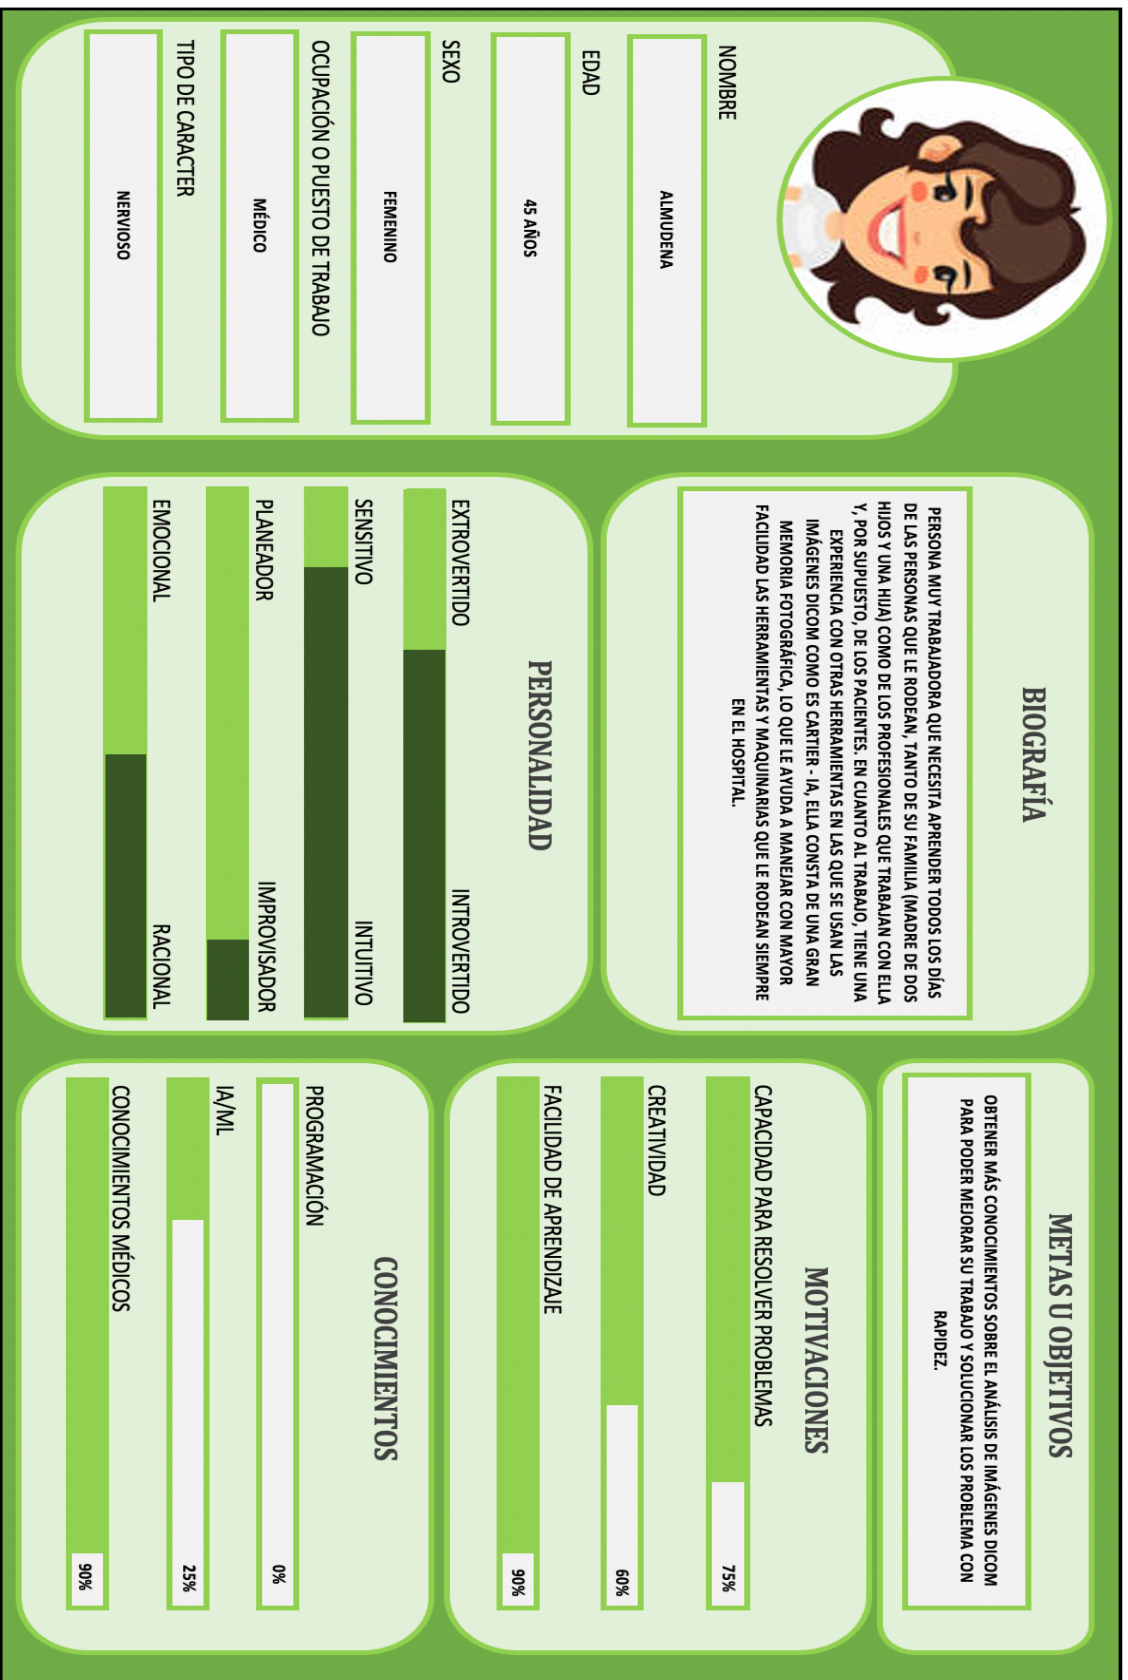 NOMBRE
ALMUDENA
EDAD
45 AÑOS
SEXO
FEMENINO
OCUPACIÓN O PUESTO DE TRABAJO
MÉDICO
TIPO DE CARACTER
NERVIOSO
BIOGRAFÍA
PERSONA MUY TRABAJADORA QUE NECESITA APRENDER TODOS LOS DÍAS
DE LAS PERSONAS QUE LE RODEAN, TANTO DE SU FAMILIA (MADRE DE DOS
HIJOS Y UNA HIJA) COMO DE LOS PROFESIONALES QUE TRABAJAN CON ELLA
Y, POR SUPUESTO, DE LOS PACIENTES. EN CUANTO AL TRABAJO, TIENE UNA
EXPERIENCIA CON OTRAS HERRAMIENTAS EN LAS QUE SE USAN LAS
IMÁGENES DICOM COMO ES CARTIER - IA, ELLA CONSTA DE UNA GRAN
MEMORIA FOTOGRÁFICA, LO QUE LE AYUDA A MANEJAR CON MAYOR
FACILIDAD LAS HERRAMIENTAS Y MAQUINARIAS QUE LE RODEAN SIEMPRE
EN EL HOSPITAL.
PERSONALIDAD
EXTROVERTIDO INTROVERTIDO
SENSITIVO INTUITIVO
PLANEADOR IMPROVISADOR
EMOCIONAL RACIONAL
METAS U OBJETIVOS
OBTENER MÁS CONOCIMIENTOS SOBRE EL ANÁLISIS DE IMÁGENES DICOM
PARA PODER MEJORAR SU TRABAJO Y SOLUCIONAR LOS PROBLEMA CON
RAPIDEZ.
MOTIVACIONES
CAPACIDAD PARA RESOLVER PROBLEMAS
75%
CREATIVIDAD
60%
FACILIDAD DE APRENDIZAJE
90%
CONOCIMIENTOS
PROGRAMACIÓN
0%
IA/ML
25%
CONOCIMIENTOS MÉDICOS
90%